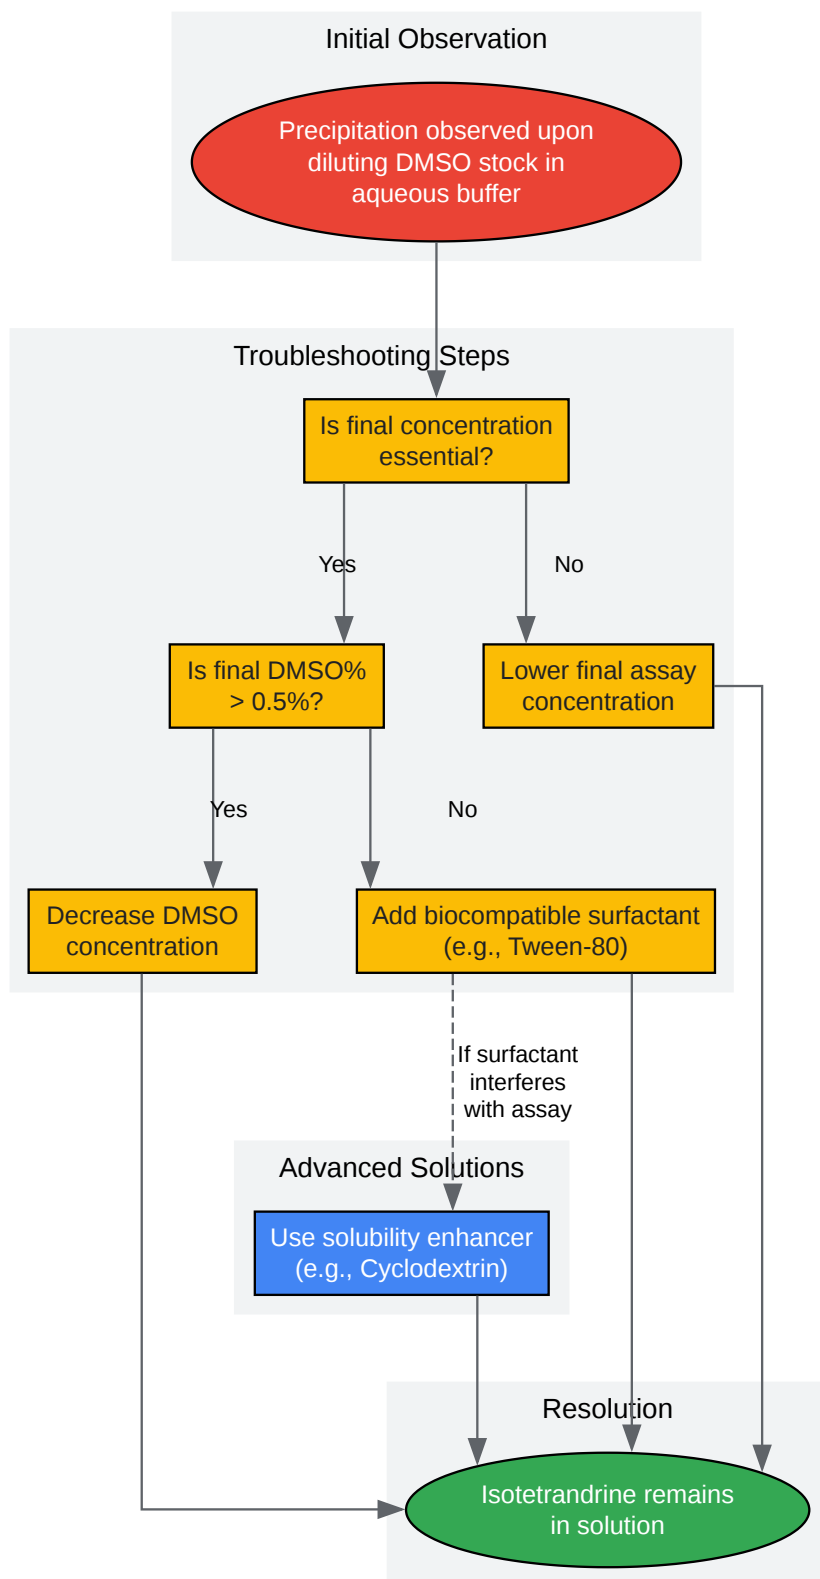 Initial Observation
Precipitation observed upon
diluting DMSO stock in
aqueous buffer
Troubleshooting Steps
Is final concentration
essential?
Yes
No
Is final DMSO%
> 0.5%?
Lower final assay
concentration
Yes
No
Decrease DMSO
concentration
Add biocompatible surfactant
(e.g., Tween-80)
If surfactant
interferes
with assay
Advanced Solutions
Use solubility enhancer
(e.g., Cyclodextrin)
Resolution
Isotetrandrine remains
in solution